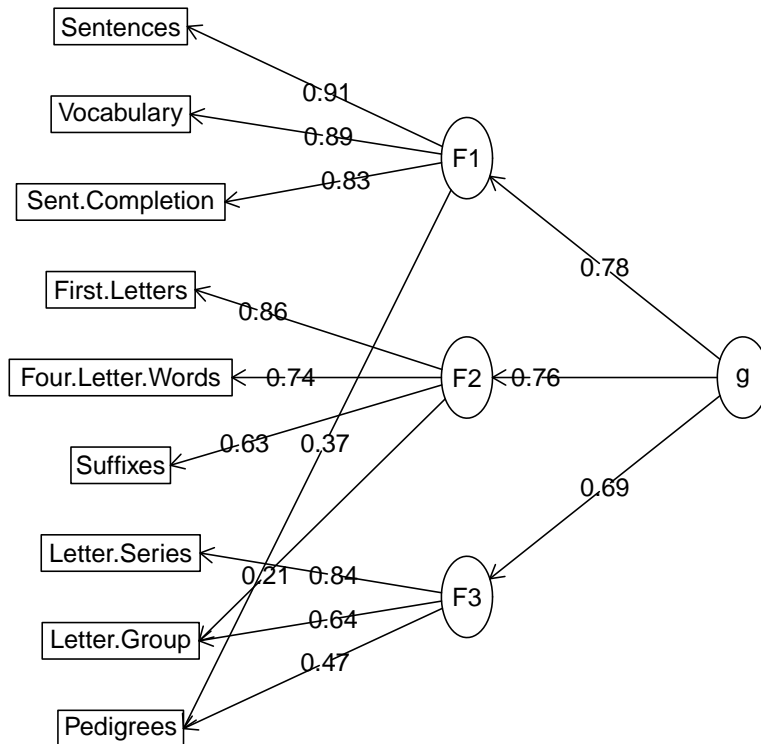 Sentences
0.91
Vocabulary
0.89
F1
Sent.Completion
0.83
0.78
First.Letters
0.86
Four.Letter.Words
0.74
F2
0.76
g
Suffixes
0.63
0.37
0.69
Letter.Series
0.21
0.84
F3
Letter.Group
0.64
0.47
Pedigrees